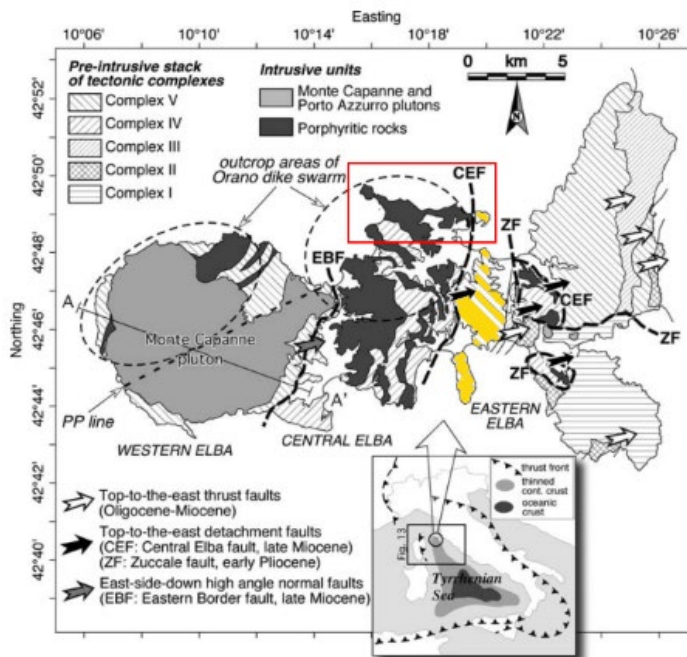 Easting
10°06' 10°10' 10°14' 10°18' 10°22' 10°26'
Northing
42°52'
42°50'
42°48'
42°46'
42°44'
42°42'
42°40'
Pre-intrusive stack
of tectonic complexes
Complex V
Complex IV
Complex III
Complex II
Complex I
Intrusive units
Monte Capanne and
Porto Azzurro plutons
Porphyritic rocks
0 km 5
N
outcrop areas of
Orano dike swarm
CEF
ZF
EBF
CEF
ZF
ZF
A
Monte Capanne
pluton
A'
PP line
WESTERN ELBA
CENTRAL ELBA
EASTERN
ELBA
Top-to-the-east thrust faults
(Oligocene-Miocene)
Top-to-the-east detachment faults
(CEF: Central Elba fault, late Miocene)
(ZF: Zuccale fault, early Pliocene)
East-side-down high angle normal faults
(EBF: Eastern Border fault, late Miocene)
thrust front
thinned
cont. crust
oceanic
crust
Fig. 13
Tyrrhenian
Sea